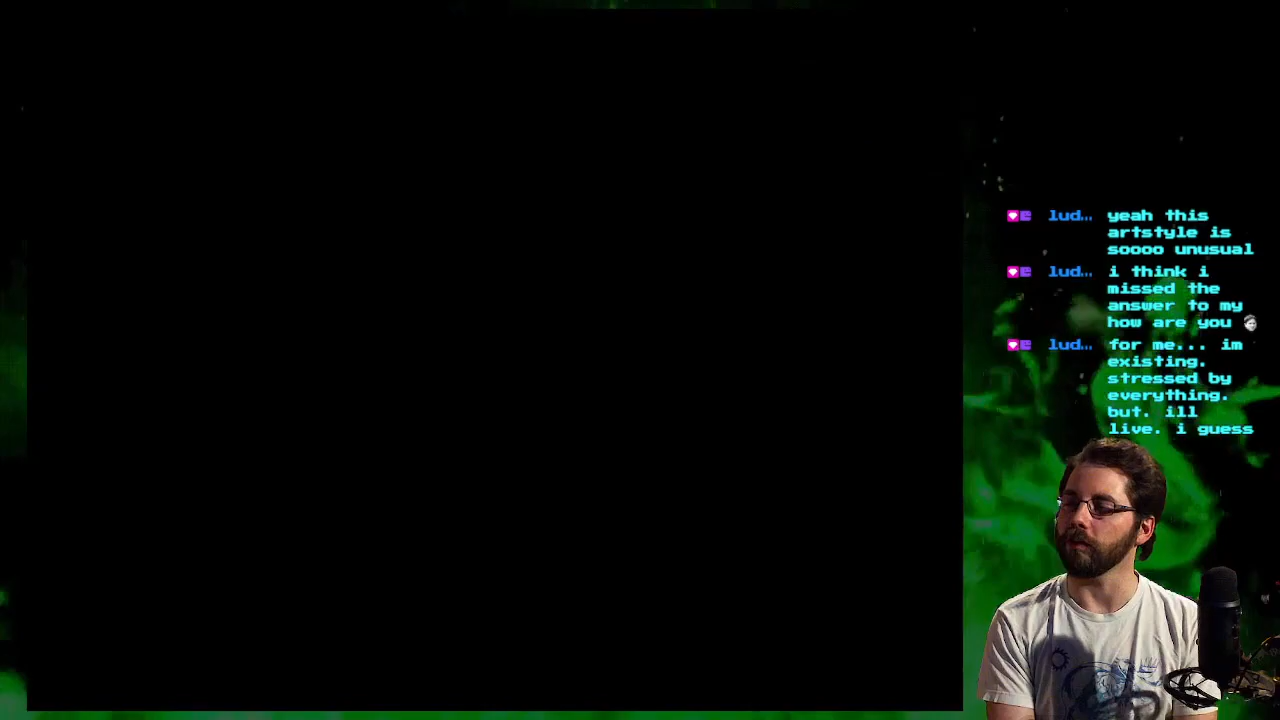 lud... yeah this
artstyle is
soooo unusual
lud... i think i
missed the
answer to my
how are you
lud... for me... im
existing.
stressed by
everything.
but. ill
live. i guess